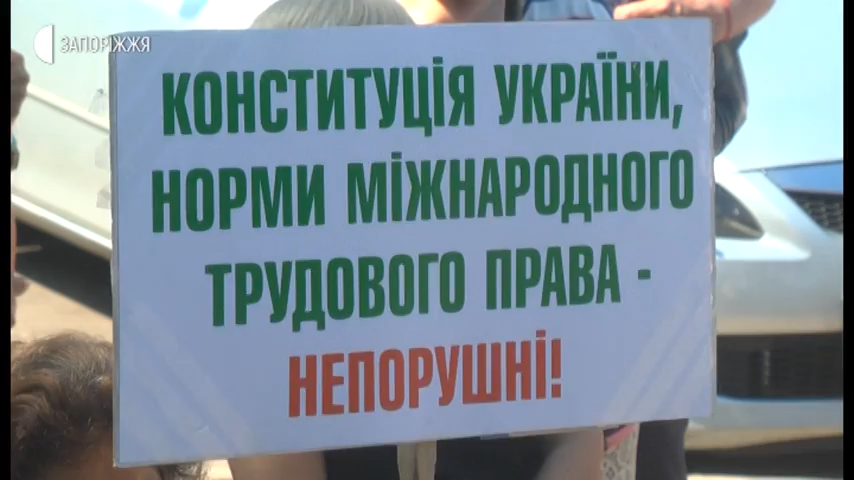 ЗАПОРІЖЖЯ
КОНСТИТУЦІЯ УКРАЇНИ,
НОРМИ МІЖНАРОДНОГО
ТРУДОВОГО ПРАВА -
НЕПОРУШНІ!